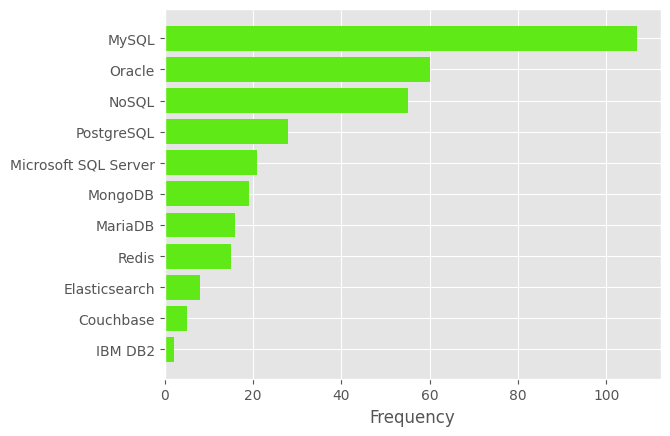 MySQL
Oracle
NoSQL
PostgreSQL
Microsoft SQL Server
MongoDB
MariaDB
Redis
Elasticsearch
Couchbase
IBM DB2
0 20 40 60 80 100
Frequency